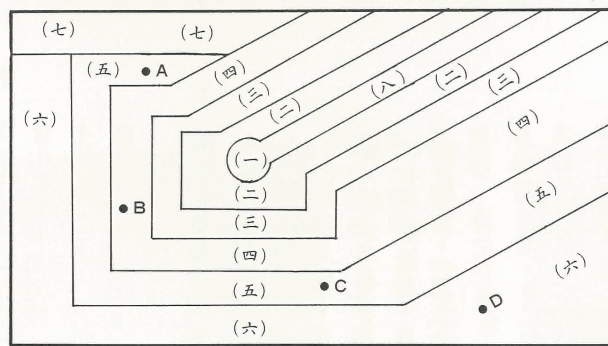 (七) (七)
(五) A (四)
(三)
(二) (八) (二) (三)
(六) (四)
(一)
(二)
B (三) (五)
(四) (六)
(五) C
D
(六)